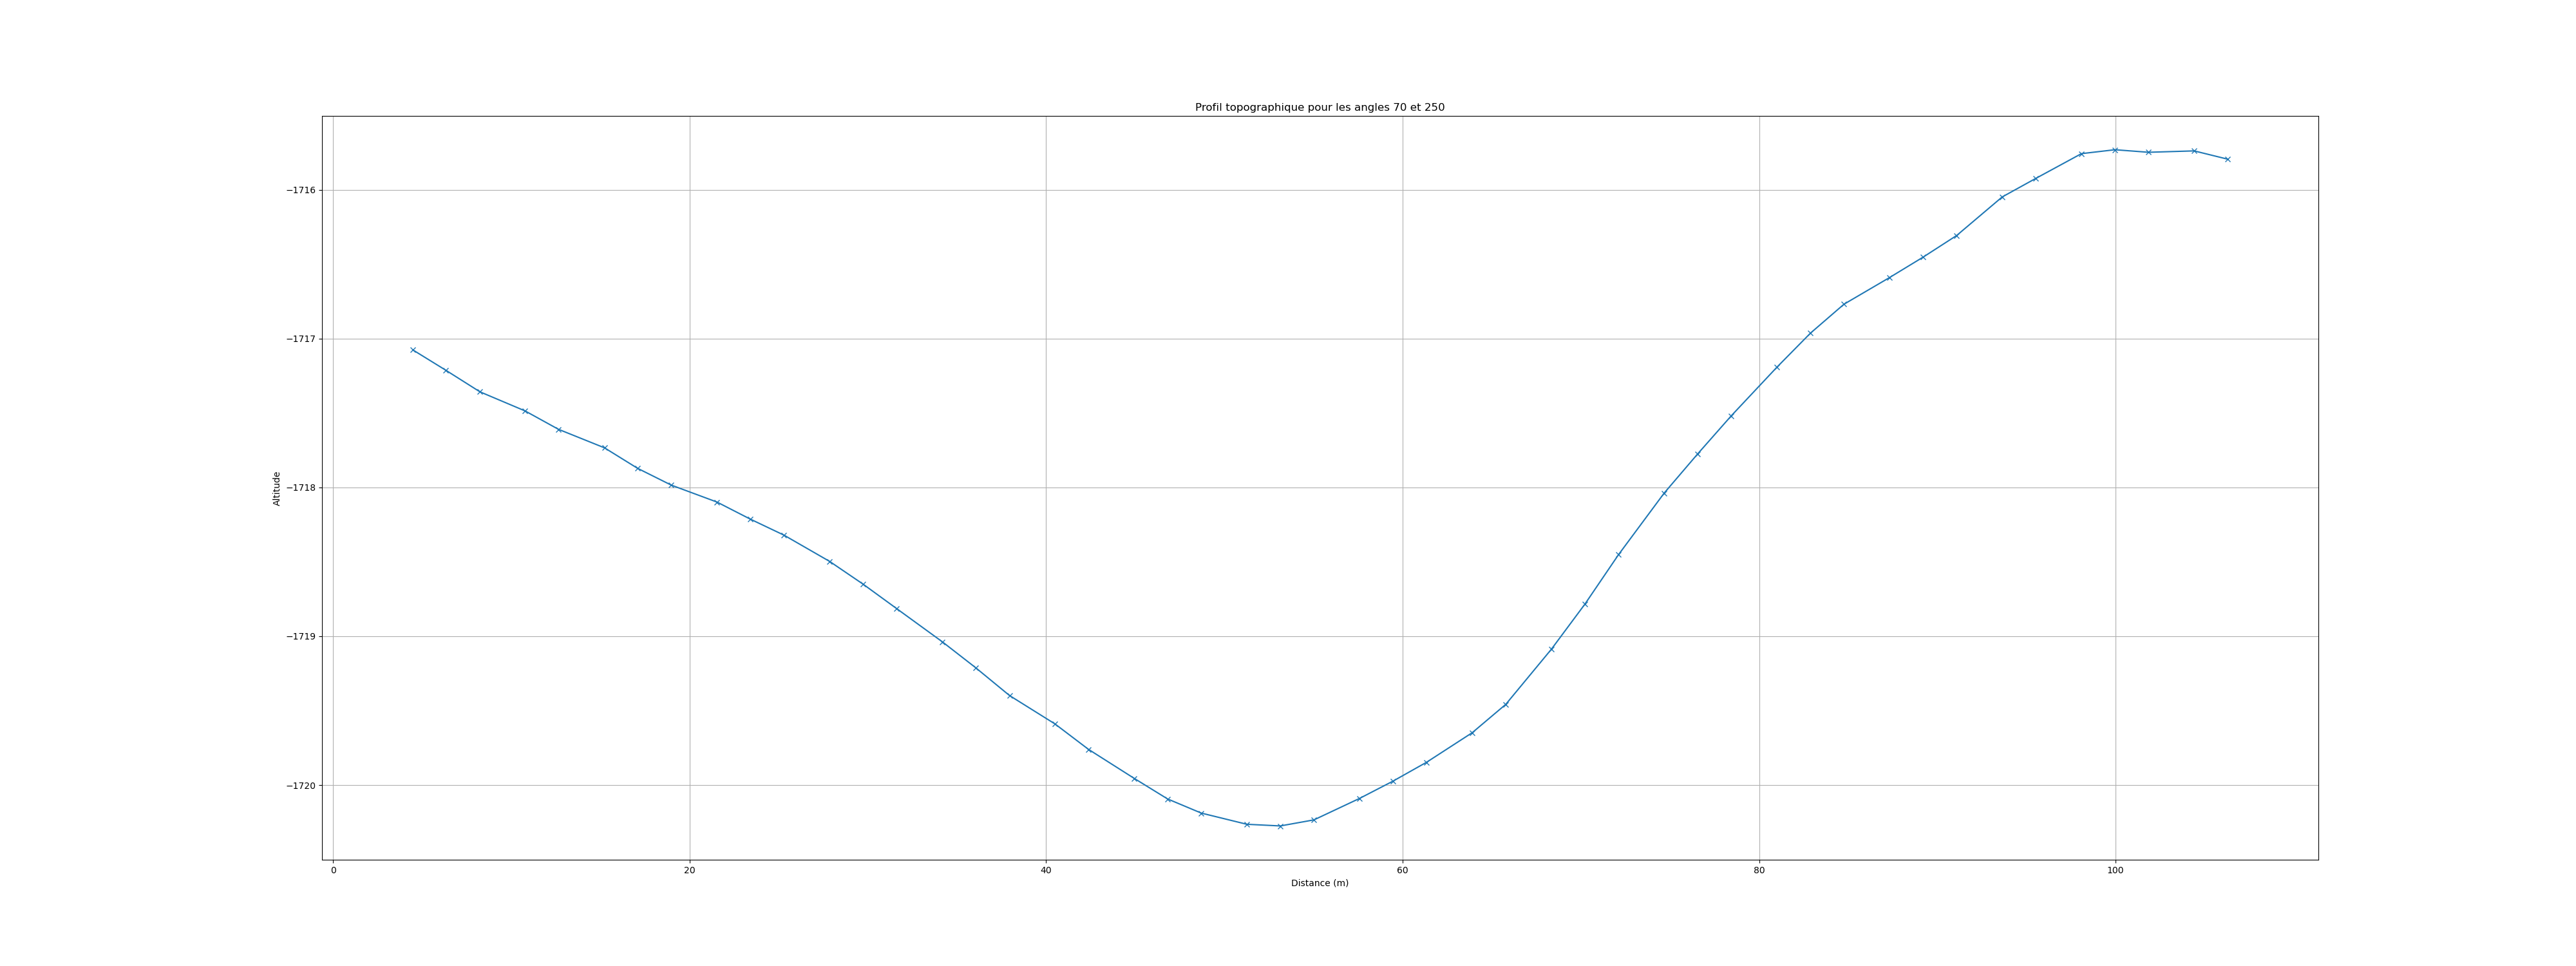 Profil topographique pour les angles 70 et 250
Altitude
−1716
−1717
−1718
−1719
−1720
0 20 40 60 80 100
Distance (m)